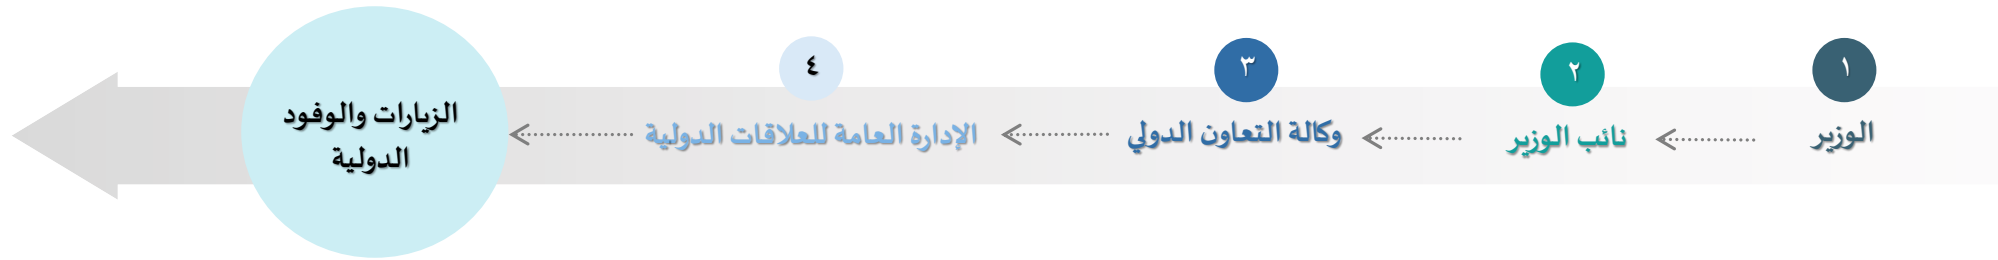 ١
الوزير
٢
نائب الوزير
٣
وكالة التعاون الدولي
٤
الإدارة العامة للعلاقات الدولية
الزيارات والوفود
الدولية